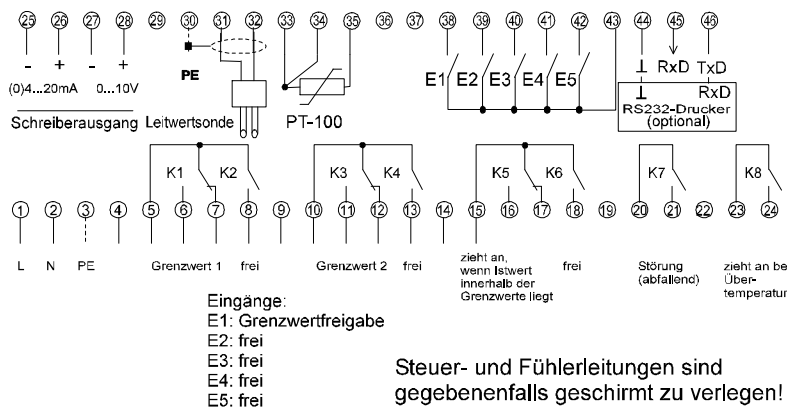 25 26 27 28 29 30 31 32 33 34 35 36 37 38 39 40 41 42 43 44 45 46
- + - +
(0)4...20mA 0...10V
Schreiberausgang
PE
Leitwertsonde
PT-100
E1 E2 E3 E4 E5
⊥ RxD TxD
⊥ RxD
RS232-Drucker
(optional)
K1 K2 K3 K4 K5 K6 K7 K8
1 2 3 4 5 6 7 8 9 10 11 12 13 14 15 16 17 18 19 20 21 22 23 24
L N PE
Grenzwert 1 frei
Grenzwert 2 frei
zieht an,
wenn Istwert
innerhalb der
Grenzwerte liegt
frei
Störung
(abfallend)
zieht an be
Über-
temperatur
Eingänge:
E1: Grenzwertfreigabe
E2: frei
E3: frei
E4: frei
E5: frei
Steuer- und Fühlerleitungen sind
gegebenenfalls geschirmt zu verlegen!